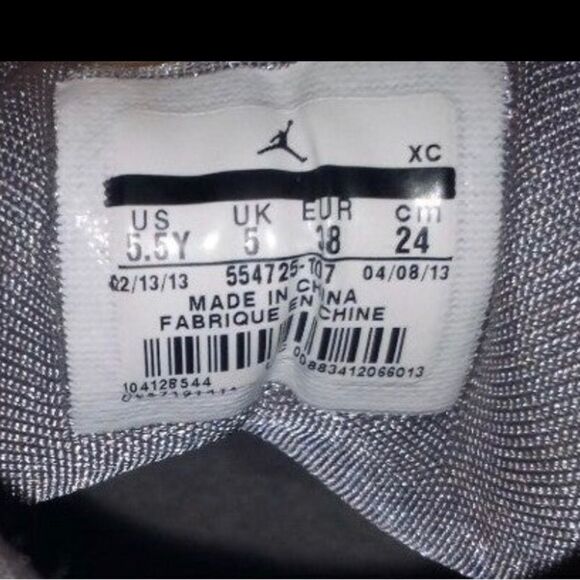 XC
US UK EUR cm
5.5Y 5 38 24
02/13/13 554725-107 04/08/13
MADE IN CHINA
FABRIQUE EN CHINE
00883412066013
104128544